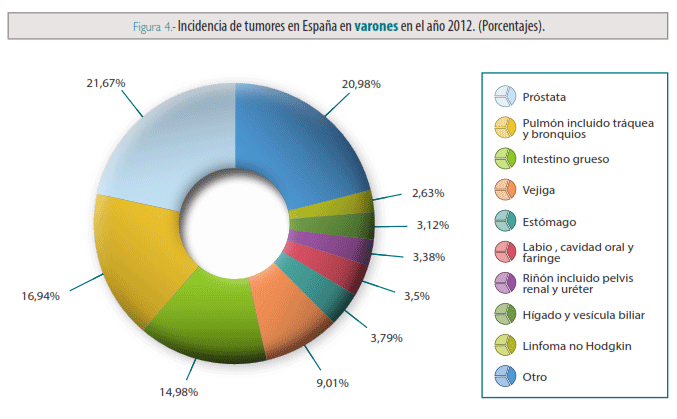 Figura 4.- Incidencia de tumores en España en varones en el año 2012. (Porcentajes).
21,67%
20,98%
2,63%
3,12%
3,38%
3,5%
3,79%
9,01%
14,98%
16,94%
Próstata
Pulmón incluido tráquea
y bronquios
Intestino grueso
Vejiga
Estómago
Labio , cavidad oral y
faringe
Riñón incluido pelvis
renal y uréter
Hígado y vesícula biliar
Linfoma no Hodgkin
Otro